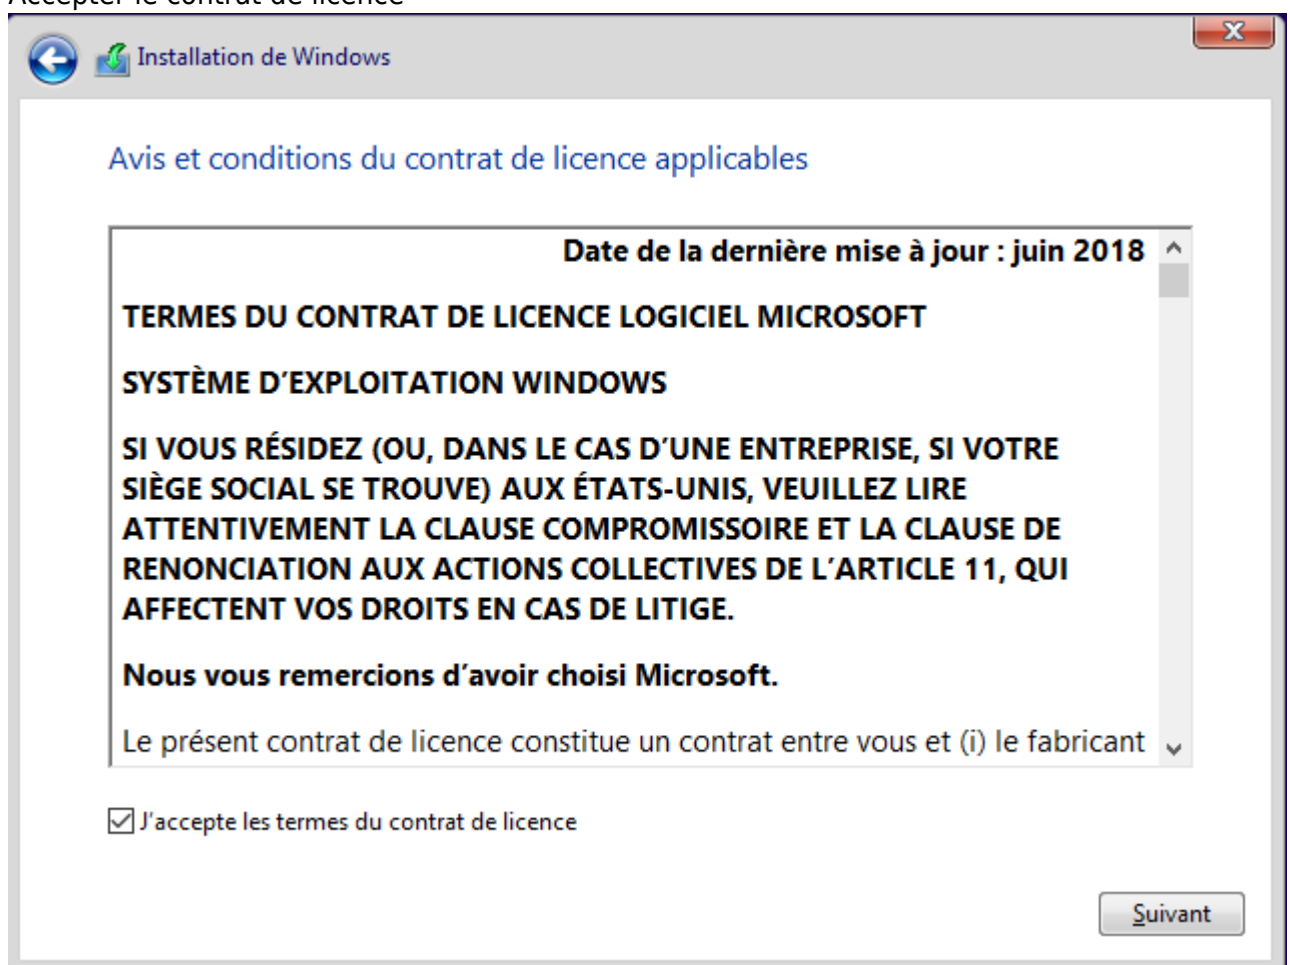 Accepter le contrat de licence
Installation de Windows
Avis et conditions du contrat de licence applicables
Date de la dernière mise à jour : juin 2018
TERMES DU CONTRAT DE LICENCE LOGICIEL MICROSOFT
SYSTÈME D’EXPLOITATION WINDOWS
SI VOUS RÉSIDEZ (OU, DANS LE CAS D’UNE ENTREPRISE, SI VOTRE
SIÈGE SOCIAL SE TROUVE) AUX ÉTATS-UNIS, VEUILLEZ LIRE
ATTENTIVEMENT LA CLAUSE COMPROMISSOIRE ET LA CLAUSE DE
RENONCIATION AUX ACTIONS COLLECTIVES DE L’ARTICLE 11, QUI
AFFECTENT VOS DROITS EN CAS DE LITIGE.
Nous vous remercions d’avoir choisi Microsoft.
Le présent contrat de licence constitue un contrat entre vous et (i) le fabricant
J'accepte les termes du contrat de licence
Suivant